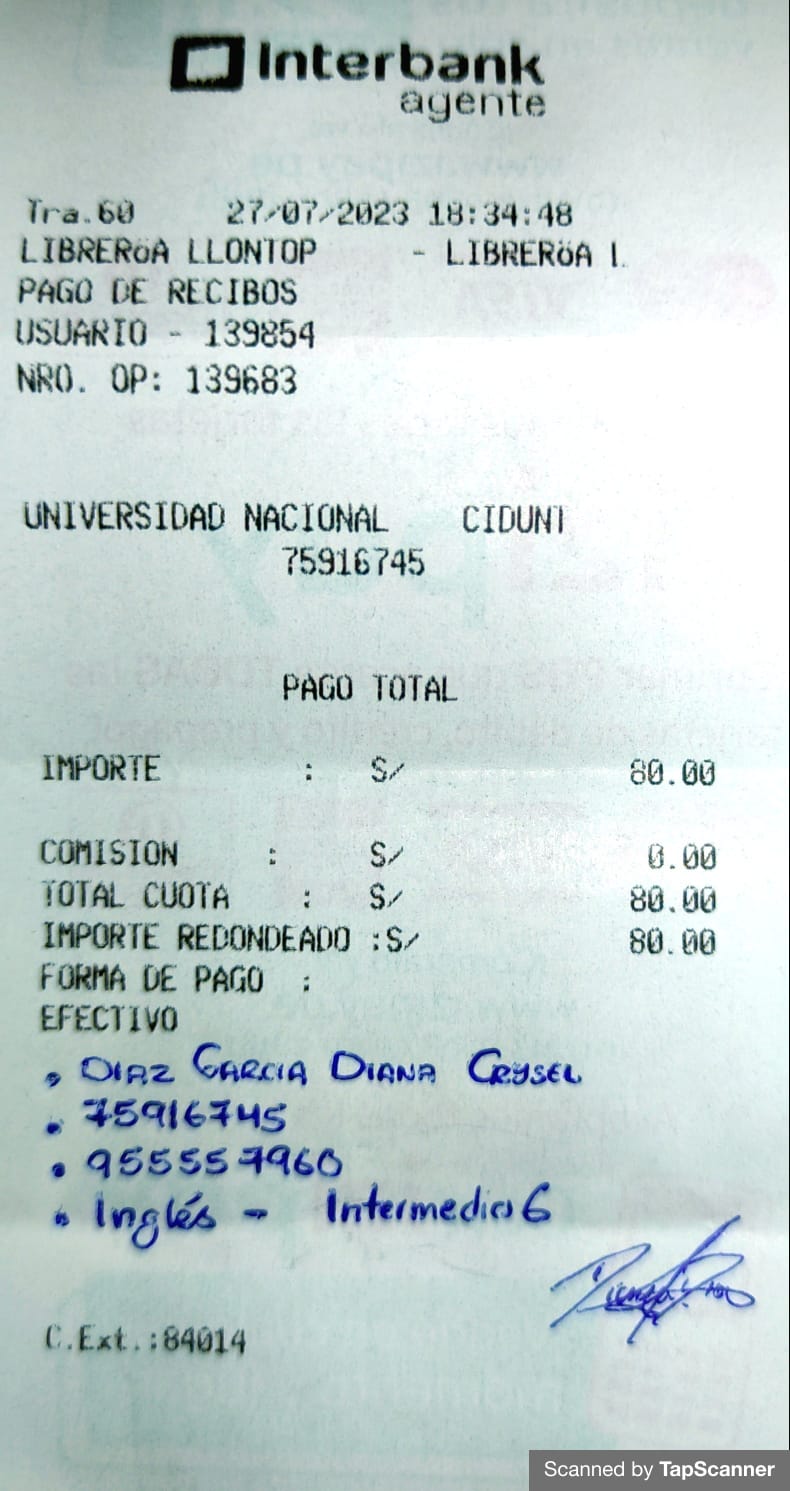 Interbank
agente
Tra.60 27/07/2023 18:34:48
LIBRERöA LLONTOP - LIBRERöA l
PAGO DE RECIBOS
USUARIO - 139854
NRO. OP: 139683
UNIVERSIDAD NACIONAL CIDUNI
75916745
PAGO TOTAL
IMPORTE : S/ 80.00
COMISION : S/ 0.00
TOTAL CUOTA : S/ 80.00
IMPORTE REDONDEADO :S/ 80.00
FORMA DE PAGO :
EFECTIVO
• DIAZ GARCIA DIANA CRYSEL
• 75916745
• 955557960
• Inglés - Intermedio 6
C.Ext.:84014
Scanned by TapScanner